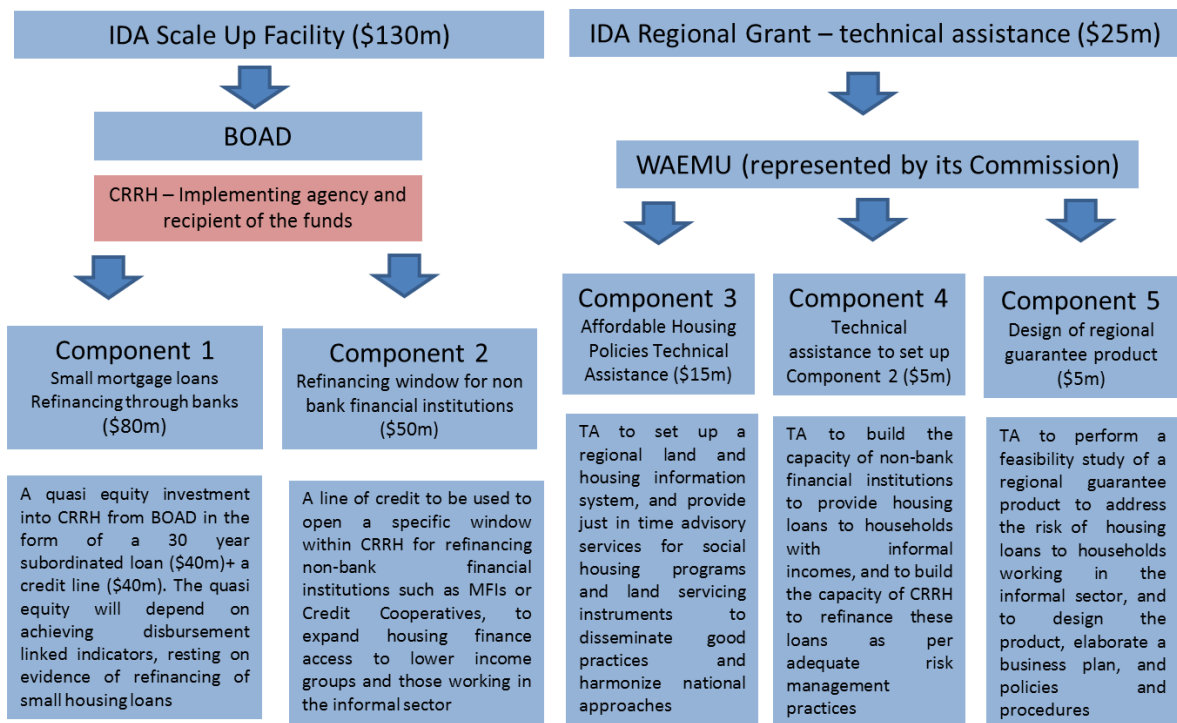 IDA Scale Up Facility ($130m)
BOAD
CRRH – Implementing agency and
recipient of the funds
Component 1
Small mortgage loans
Refinancing through banks
($80m)
A quasi equity investment
into CRRH from BOAD in the
form of a 30 year
subordinated loan ($40m)+ a
credit line ($40m). The quasi
equity will depend on
achieving disbursement
linked indicators, resting on
evidence of refinancing of
small housing loans
Component 2
Refinancing window for non
bank financial institutions
($50m)
A line of credit to be used to
open a specific window
within CRRH for refinancing
non-bank financial
institutions such as MFIs or
Credit Cooperatives, to
expand housing finance
access to lower income
groups and those working in
the informal sector
IDA Regional Grant – technical assistance ($25m)
WAEMU (represented by its Commission)
Component 3
Affordable Housing
Policies Technical
Assistance ($15m)
TA to set up a
regional land and
housing information
system, and provide
just in time advisory
services for social
housing programs
and land servicing
instruments to
disseminate good
practices and
harmonize national
approaches
Component 4
Technical
assistance to set up
Component 2 ($5m)
TA to build the
capacity of non-bank
financial institutions
to provide housing
loans to households
with informal
incomes, and to build
the capacity of CRRH
to refinance these
loans as per
adequate risk
management
practices
Component 5
Design of regional
guarantee product
($5m)
TA to perform a
feasibility study of a
regional guarantee
product to address
the risk of housing
loans to households
working in the
informal sector, and
to design the
product, elaborate a
business plan, and
policies and
procedures